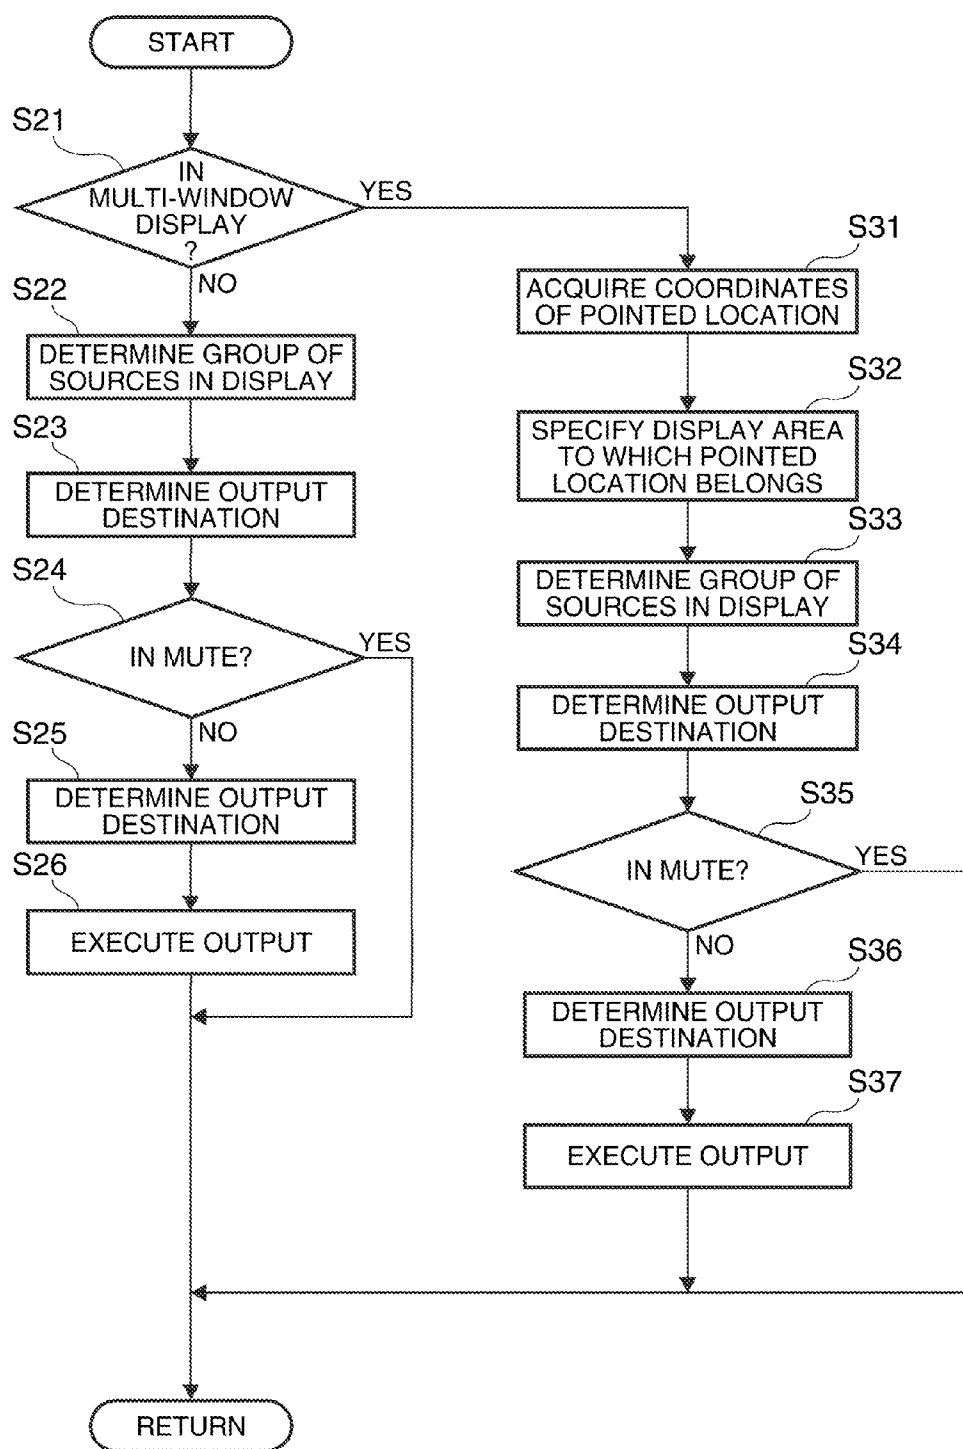 START
S21
IN
MULTI-WINDOW
DISPLAY
?
YES
NO
S22
DETERMINE GROUP OF
SOURCES IN DISPLAY
S23
DETERMINE OUTPUT
DESTINATION
S24
IN MUTE?
YES
NO
S25
DETERMINE OUTPUT
DESTINATION
S26
EXECUTE OUTPUT
S31
ACQUIRE COORDINATES
OF POINTED LOCATION
S32
SPECIFY DISPLAY AREA
TO WHICH POINTED
LOCATION BELONGS
S33
DETERMINE GROUP OF
SOURCES IN DISPLAY
S34
DETERMINE OUTPUT
DESTINATION
S35
IN MUTE?
YES
NO
S36
DETERMINE OUTPUT
DESTINATION
S37
EXECUTE OUTPUT
RETURN